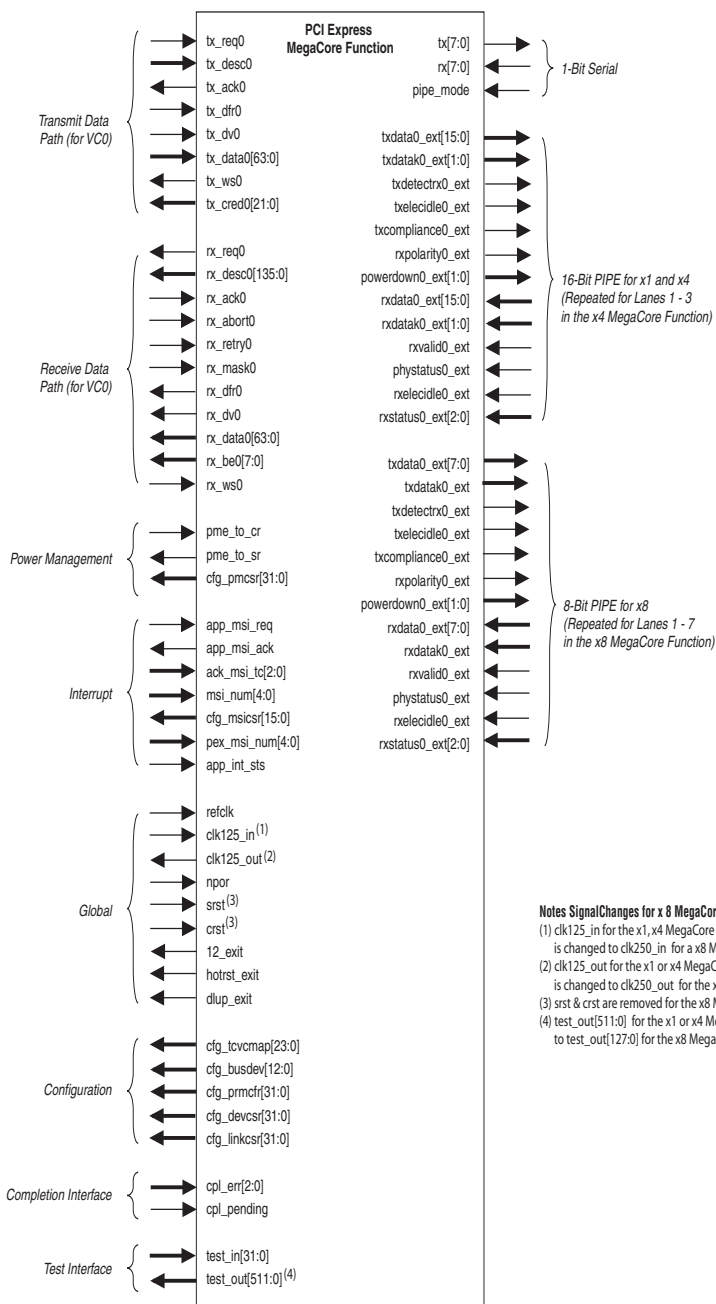 PCI Express
MegaCore Function
Transmit Data
Path (for VC0)
tx_req0
tx_desc0
tx_ack0
tx_dfr0
tx_dv0
tx_data0[63:0]
tx_ws0
tx_cred0[21:0]
Receive Data
Path (for VC0)
rx_req0
rx_desc0[135:0]
rx_ack0
rx_abort0
rx_retry0
rx_mask0
rx_dfr0
rx_dv0
rx_data0[63:0]
rx_be0[7:0]
rx_ws0
Power Management
pme_to_cr
pme_to_sr
cfg_pmcsr[31:0]
Interrupt
app_msi_req
app_msi_ack
ack_msi_tc[2:0]
msi_num[4:0]
cfg_msicsr[15:0]
pex_msi_num[4:0]
app_int_sts
Global
refclk
clk125_in(1)
clk125_out(2)
npor
srst(3)
crst(3)
12_exit
hotrst_exit
dlup_exit
Configuration
cfg_tcvcmap[23:0]
cfg_busdev[12:0]
cfg_prmcfr[31:0]
cfg_devcsr[31:0]
cfg_linkcsr[31:0]
Completion Interface
cpl_err[2:0]
cpl_pending
Test Interface
test_in[31:0]
test_out[511:0](4)
tx[7:0]
rx[7:0]
pipe_mode
1-Bit Serial
txdata0_ext[15:0]
txdatak0_ext[1:0]
txdetectrx0_ext
txelecidle0_ext
txcompliance0_ext
rxpolarity0_ext
powerdown0_ext[1:0]
rxdata0_ext[15:0]
rxdatak0_ext[1:0]
rxvalid0_ext
phystatus0_ext
rxelecidle0_ext
rxstatus0_ext[2:0]
16-Bit PIPE for x1 and x4
(Repeated for Lanes 1 - 3
in the x4 MegaCore Function)
txdata0_ext[7:0]
txdatak0_ext
txdetectrx0_ext
txelecidle0_ext
txcompliance0_ext
rxpolarity0_ext
powerdown0_ext[1:0]
rxdata0_ext[7:0]
rxdatak0_ext
rxvalid0_ext
phystatus0_ext
rxelecidle0_ext
rxstatus0_ext[2:0]
8-Bit PIPE for x8
(Repeated for Lanes 1 - 7
in the x8 MegaCore Function)
Notes SignalChanges for x 8 MegaCor
(1) clk125_in for the x1, x4 MegaCore
is changed to clk250_in for a x8 M
(2) clk125_out for the x1 or x4 MegaC
is changed to clk250_out for the x
(3) srst & crst are removed for the x8 M
(4) test_out[511:0] for the x1 or x4 Me
to test_out[127:0] for the x8 Mega